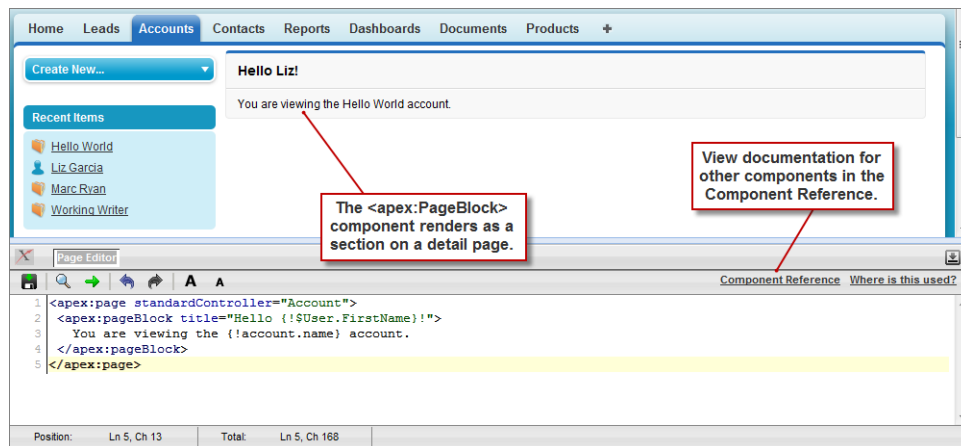 Home Leads Accounts Contacts Reports Dashboards Documents Products +
Create New...
Hello Liz!
You are viewing the Hello World account.
Recent Items
Hello World
Liz Garcia
Marc Ryan
Working Writer
The <apex:PageBlock>
component renders as a
section on a detail page.
View documentation for
other components in the
Component Reference.
Page Editor
A A
Component Reference Where is this used?
1 <apex:page standardController="Account">
2 <apex:pageBlock title="Hello {!$User.FirstName}!">
3 You are viewing the {!account.name} account.
4 </apex:pageBlock>
5 </apex:page>
Position: Ln 5, Ch 13 Total: Ln 5, Ch 168